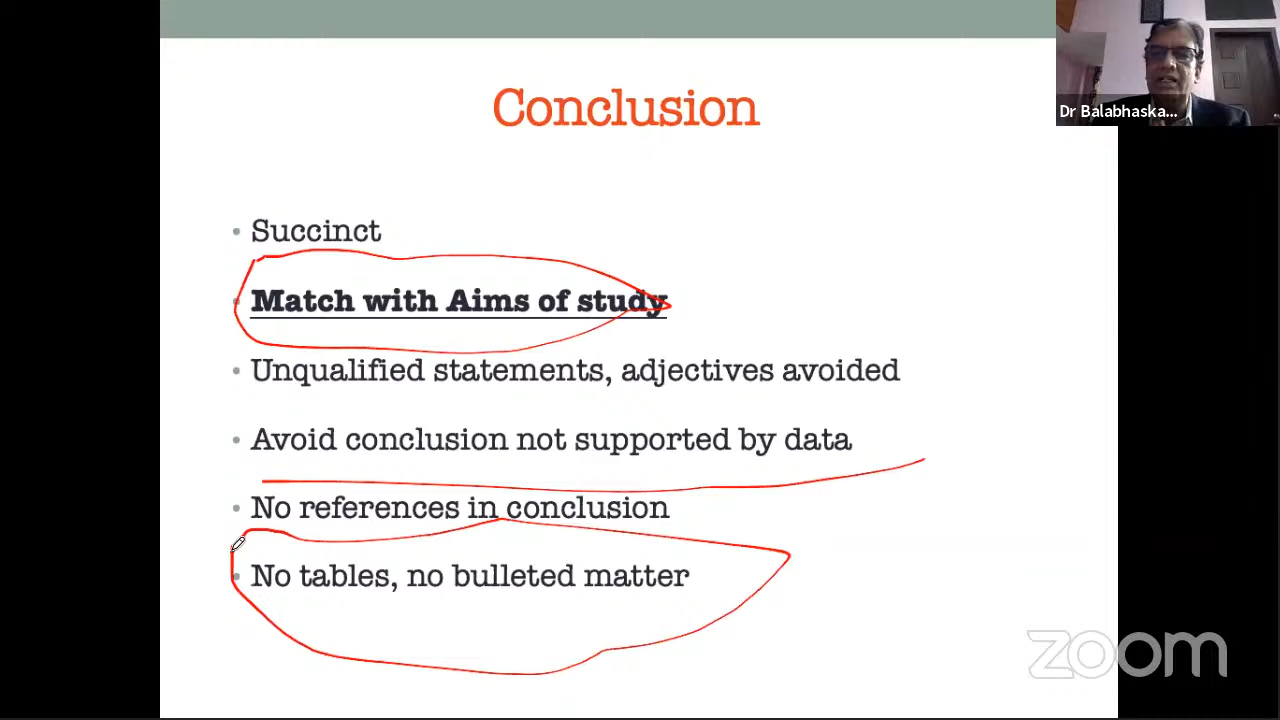 Conclusion
Dr Balabhaska...
• Succinct
• Match with Aims of study
• Unqualified statements, adjectives avoided
• Avoid conclusion not supported by data
• No references in conclusion
• No tables, no bulleted matter
zoom